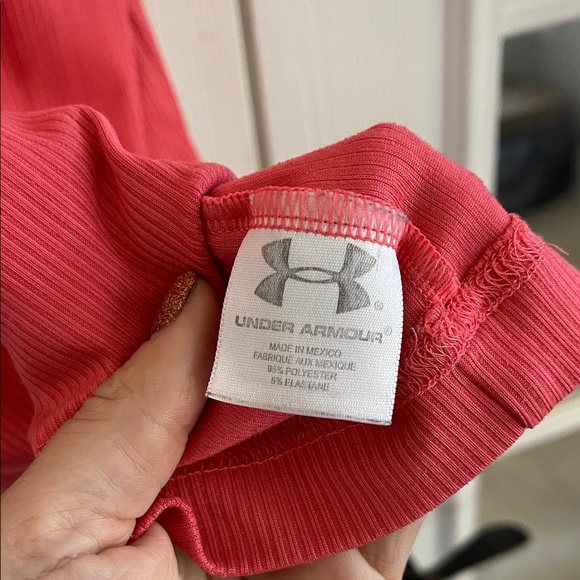 UNDER ARMOUR®
MADE IN MEXICO
FABRIQUÉ AUX MEXIQUE
95% POLYESTER
5% ELASTANE